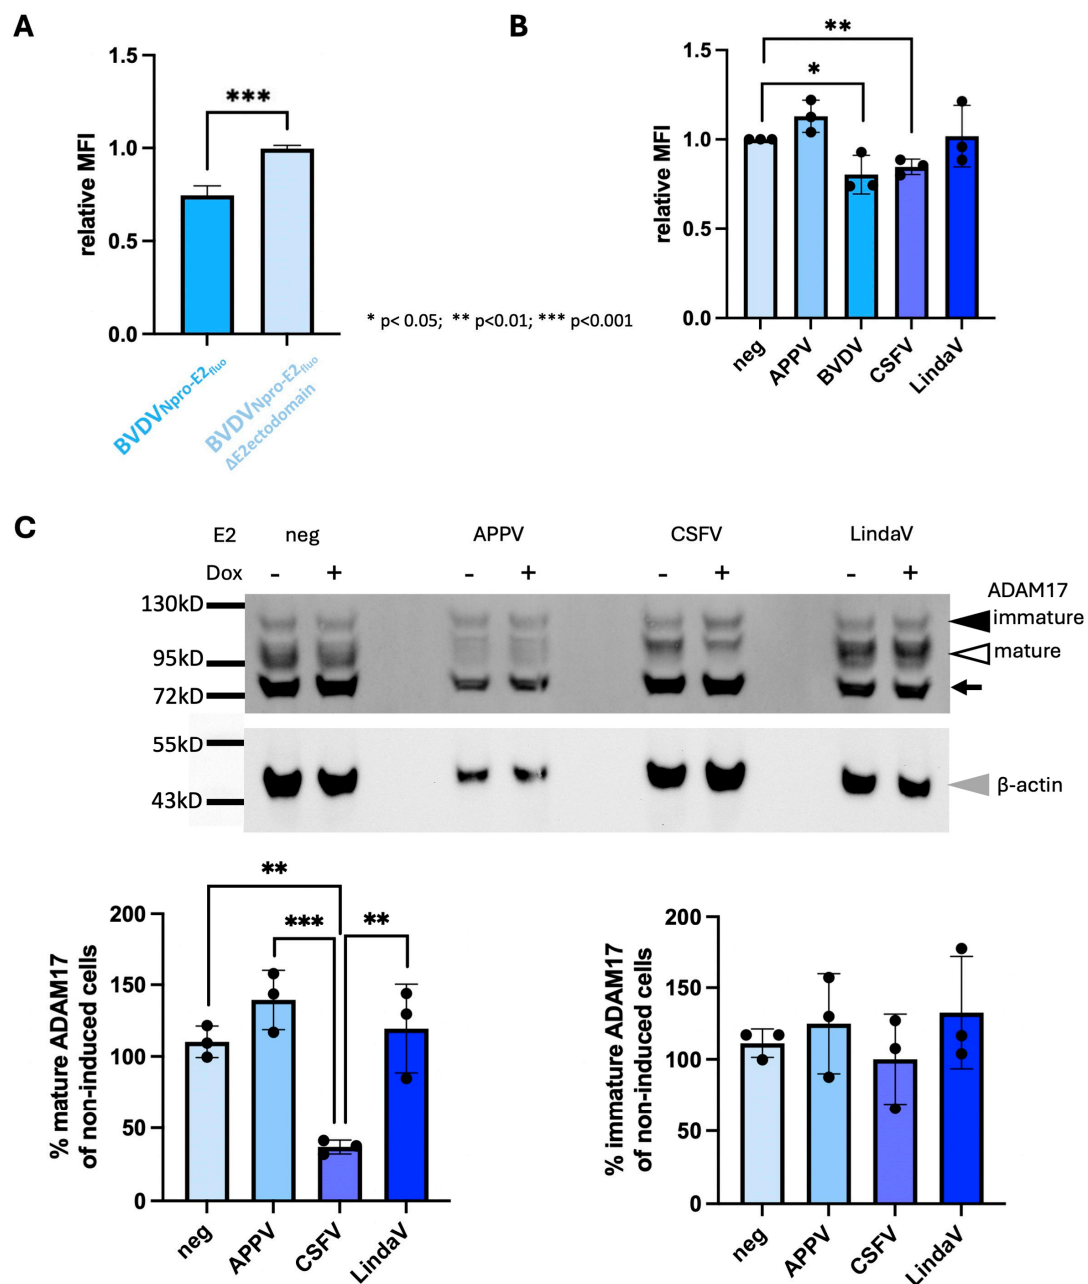 A
B
***
1.5
1.0
0.5
0.0
relative MFI
BVDVNpro-E2fluo
BVDVNpro-E2fluo
ΔE2ectodomain
* p< 0.05; ** p<0.01; *** p<0.001
**
*
1.5
1.0
0.5
0.0
relative MFI
neg
APPV
BVDV
CSFV
LindaV
C
E2 neg APPV CSFV LindaV
Dox - + - + - + - +
130kD
95kD
72kD
ADAM17
immature
mature
55kD
43kD
β-actin
**
*** **
200
150
100
50
0
% mature ADAM17
of non-induced cells
neg
APPV
CSFV
LindaV
200
150
100
50
0
% immature ADAM17
of non-induced cells
neg
APPV
CSFV
LindaV